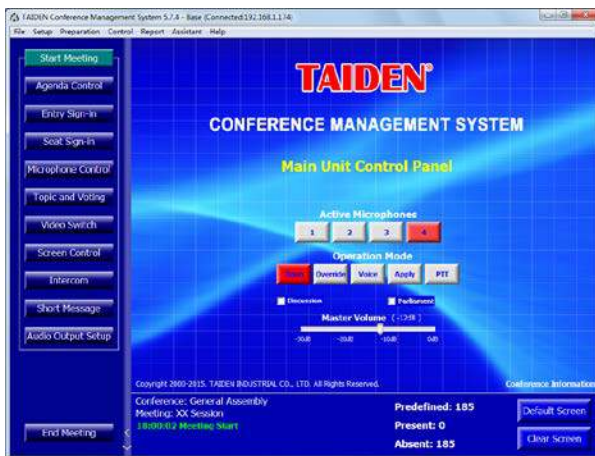 TAIDEN Conference Management System 5.7.4 - Base (Connected:192.168.1.174)
File Setup Preparation Control Report Assistant Help
Start Meeting
Agenda Control
Entry Sign-in
Seat Sign-in
Microphone Control
Topic and Voting
Video Switch
Screen Control
Intercom
Short Message
Audio Output Setup
End Meeting
TAIDEN®
CONFERENCE MANAGEMENT SYSTEM
Main Unit Control Panel
Active Microphones
1 2 3 4
Operation Mode
Open Override Voice Apply PTT
Discussion Parliament
Master Volume (-12dB)
-30dB -20dB -10dB 0dB
Copyright 2000-2015. TAIDEN INDUSTRIAL CO., LTD. All Rights Reserved.
Conference Information
Conference: General Assembly
Meeting: XX Session
18:00:02 Meeting Start
Predefined: 185
Present: 0
Absent: 185
Default Screen
Clear Screen